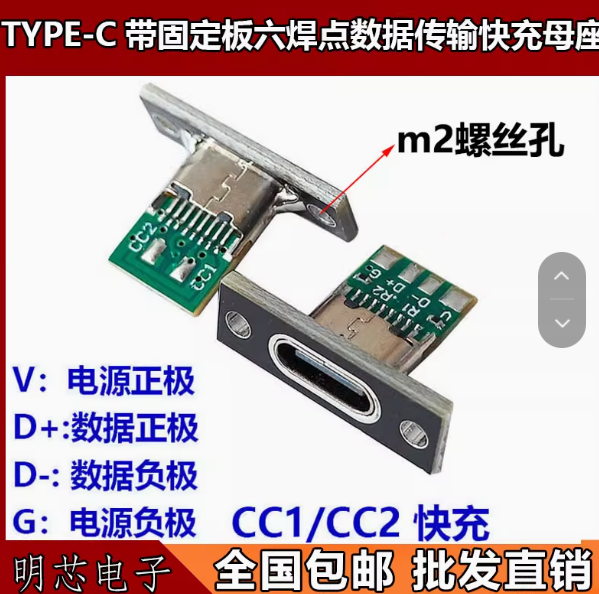 TYPE-C 带固定板六焊点数据传输快充母座
m2螺丝孔
CC2
CC1
G
D+
D-
V
R2
R1
V：电源正极
D+:数据正极
D-: 数据负极
G：电源负极
CC1/CC2 快充
明芯电子
全国包邮 批发直销